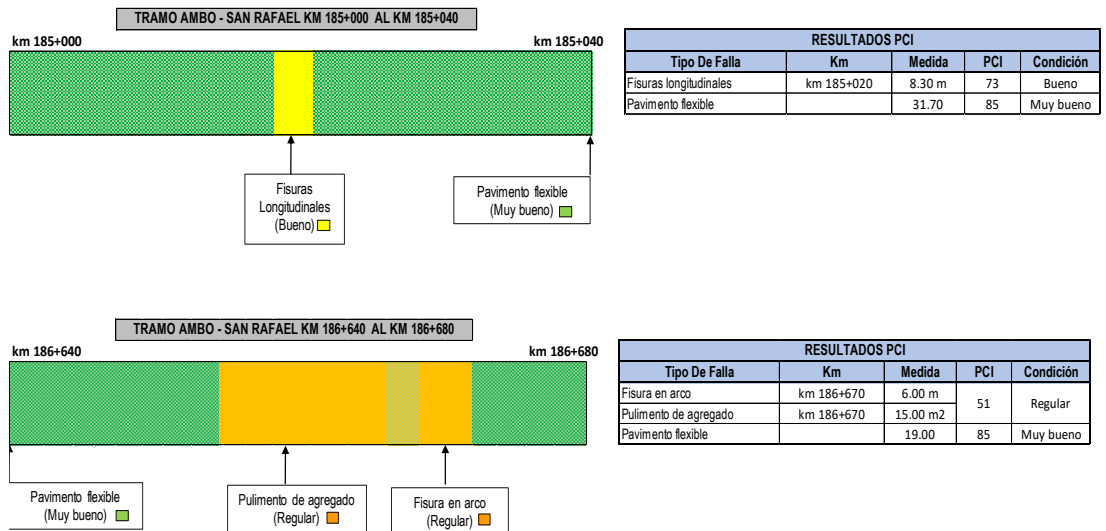 TRAMO AMBO - SAN RAFAEL KM 185+000 AL KM 185+040
km 185+000
km 185+040
Fisuras
Longitudinales
(Bueno)
Pavimento flexible
(Muy bueno)
RESULTADOS PCI
Tipo De Falla Km Medida PCI Condición
Fisuras longitudinales km 185+020 8.30 m 73 Bueno
Pavimento flexible 31.70 85 Muy bueno
TRAMO AMBO - SAN RAFAEL KM 186+640 AL KM 186+680
km 186+640
km 186+680
Pavimento flexible
(Muy bueno)
Pulimento de agregado
(Regular)
Fisura en arco
(Regular)
RESULTADOS PCI
Tipo De Falla Km Medida PCI Condición
Fisura en arco km 186+670 6.00 m 51 Regular
Pulimento de agregado km 186+670 15.00 m2
Pavimento flexible 19.00 85 Muy bueno